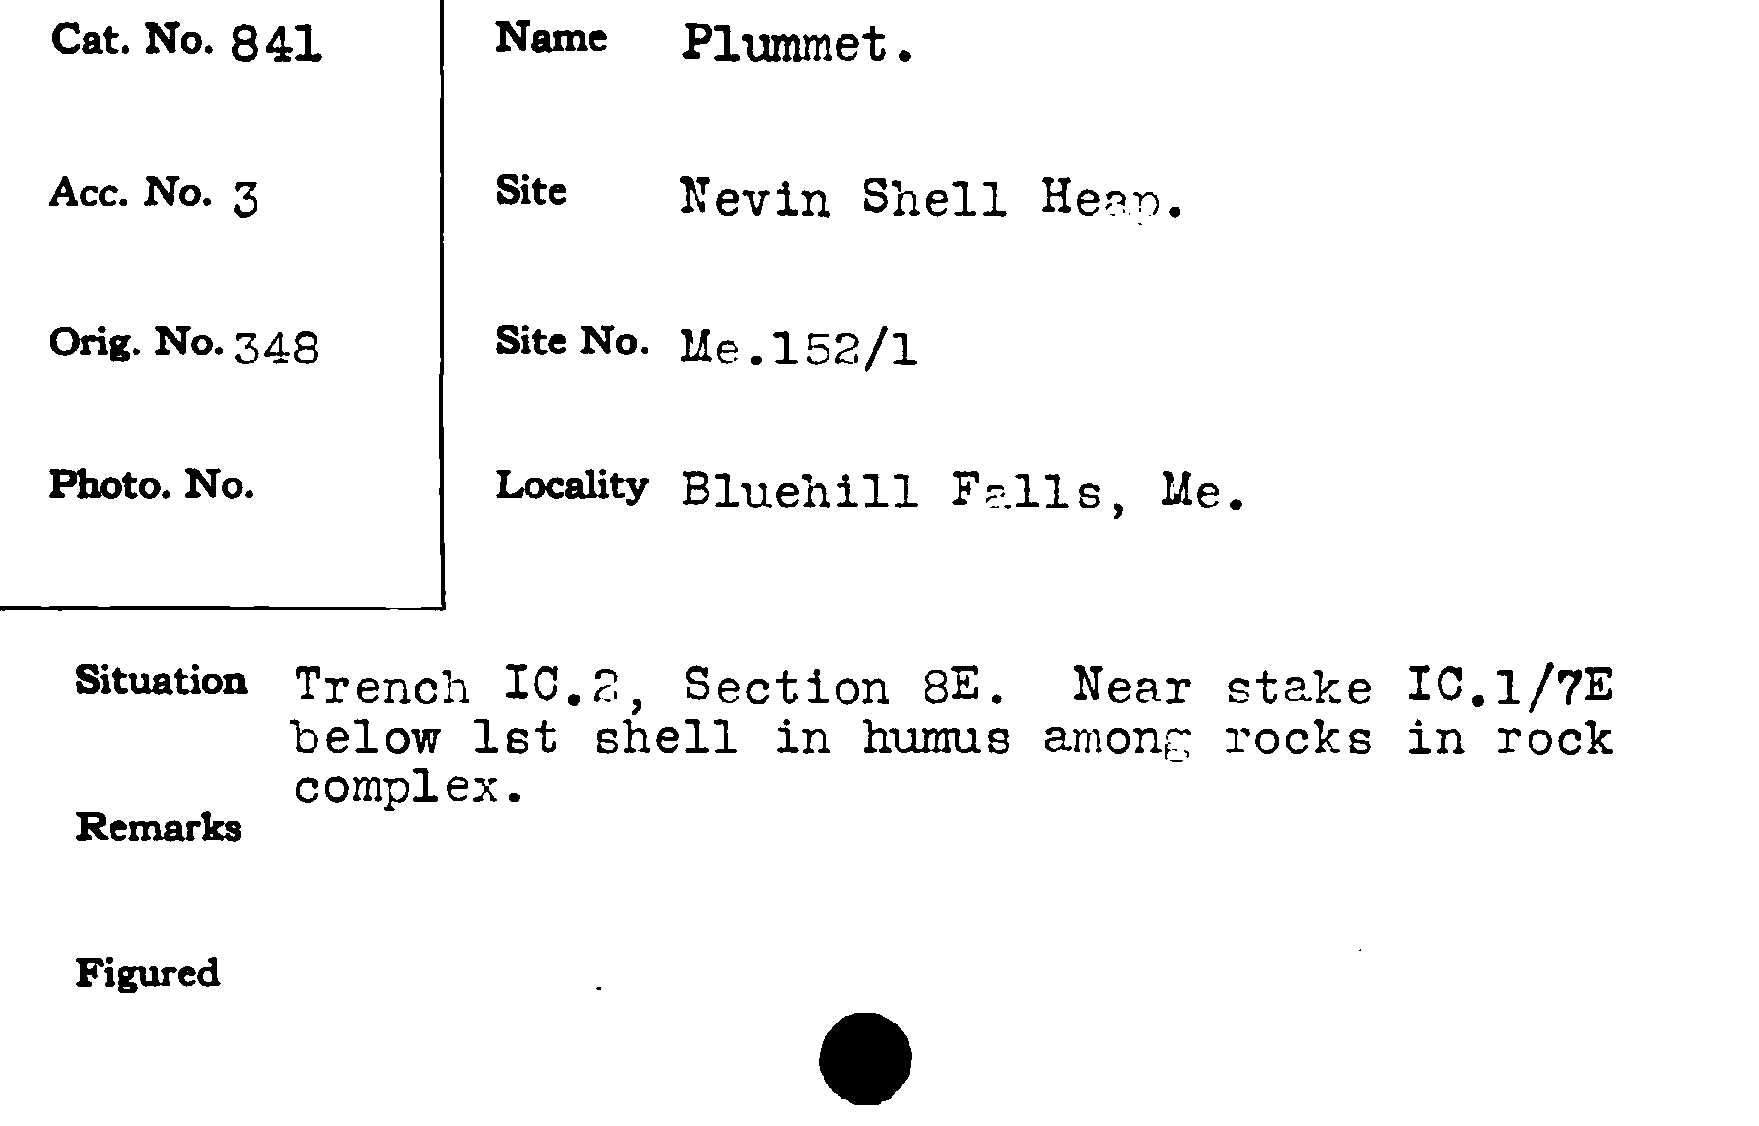 Cat. No. 841
Name Plummet.
Acc. No. 3
Site Nevin Shell Heap.
Orig. No. 348
Site No. Me.152/1
Photo. No.
Locality Bluehill Falls, Me.
Situation Trench IC.2, Section 8E. Near stake IC.1/7E
below 1st shell in humus among rocks in rock
complex.
Remarks
Figured